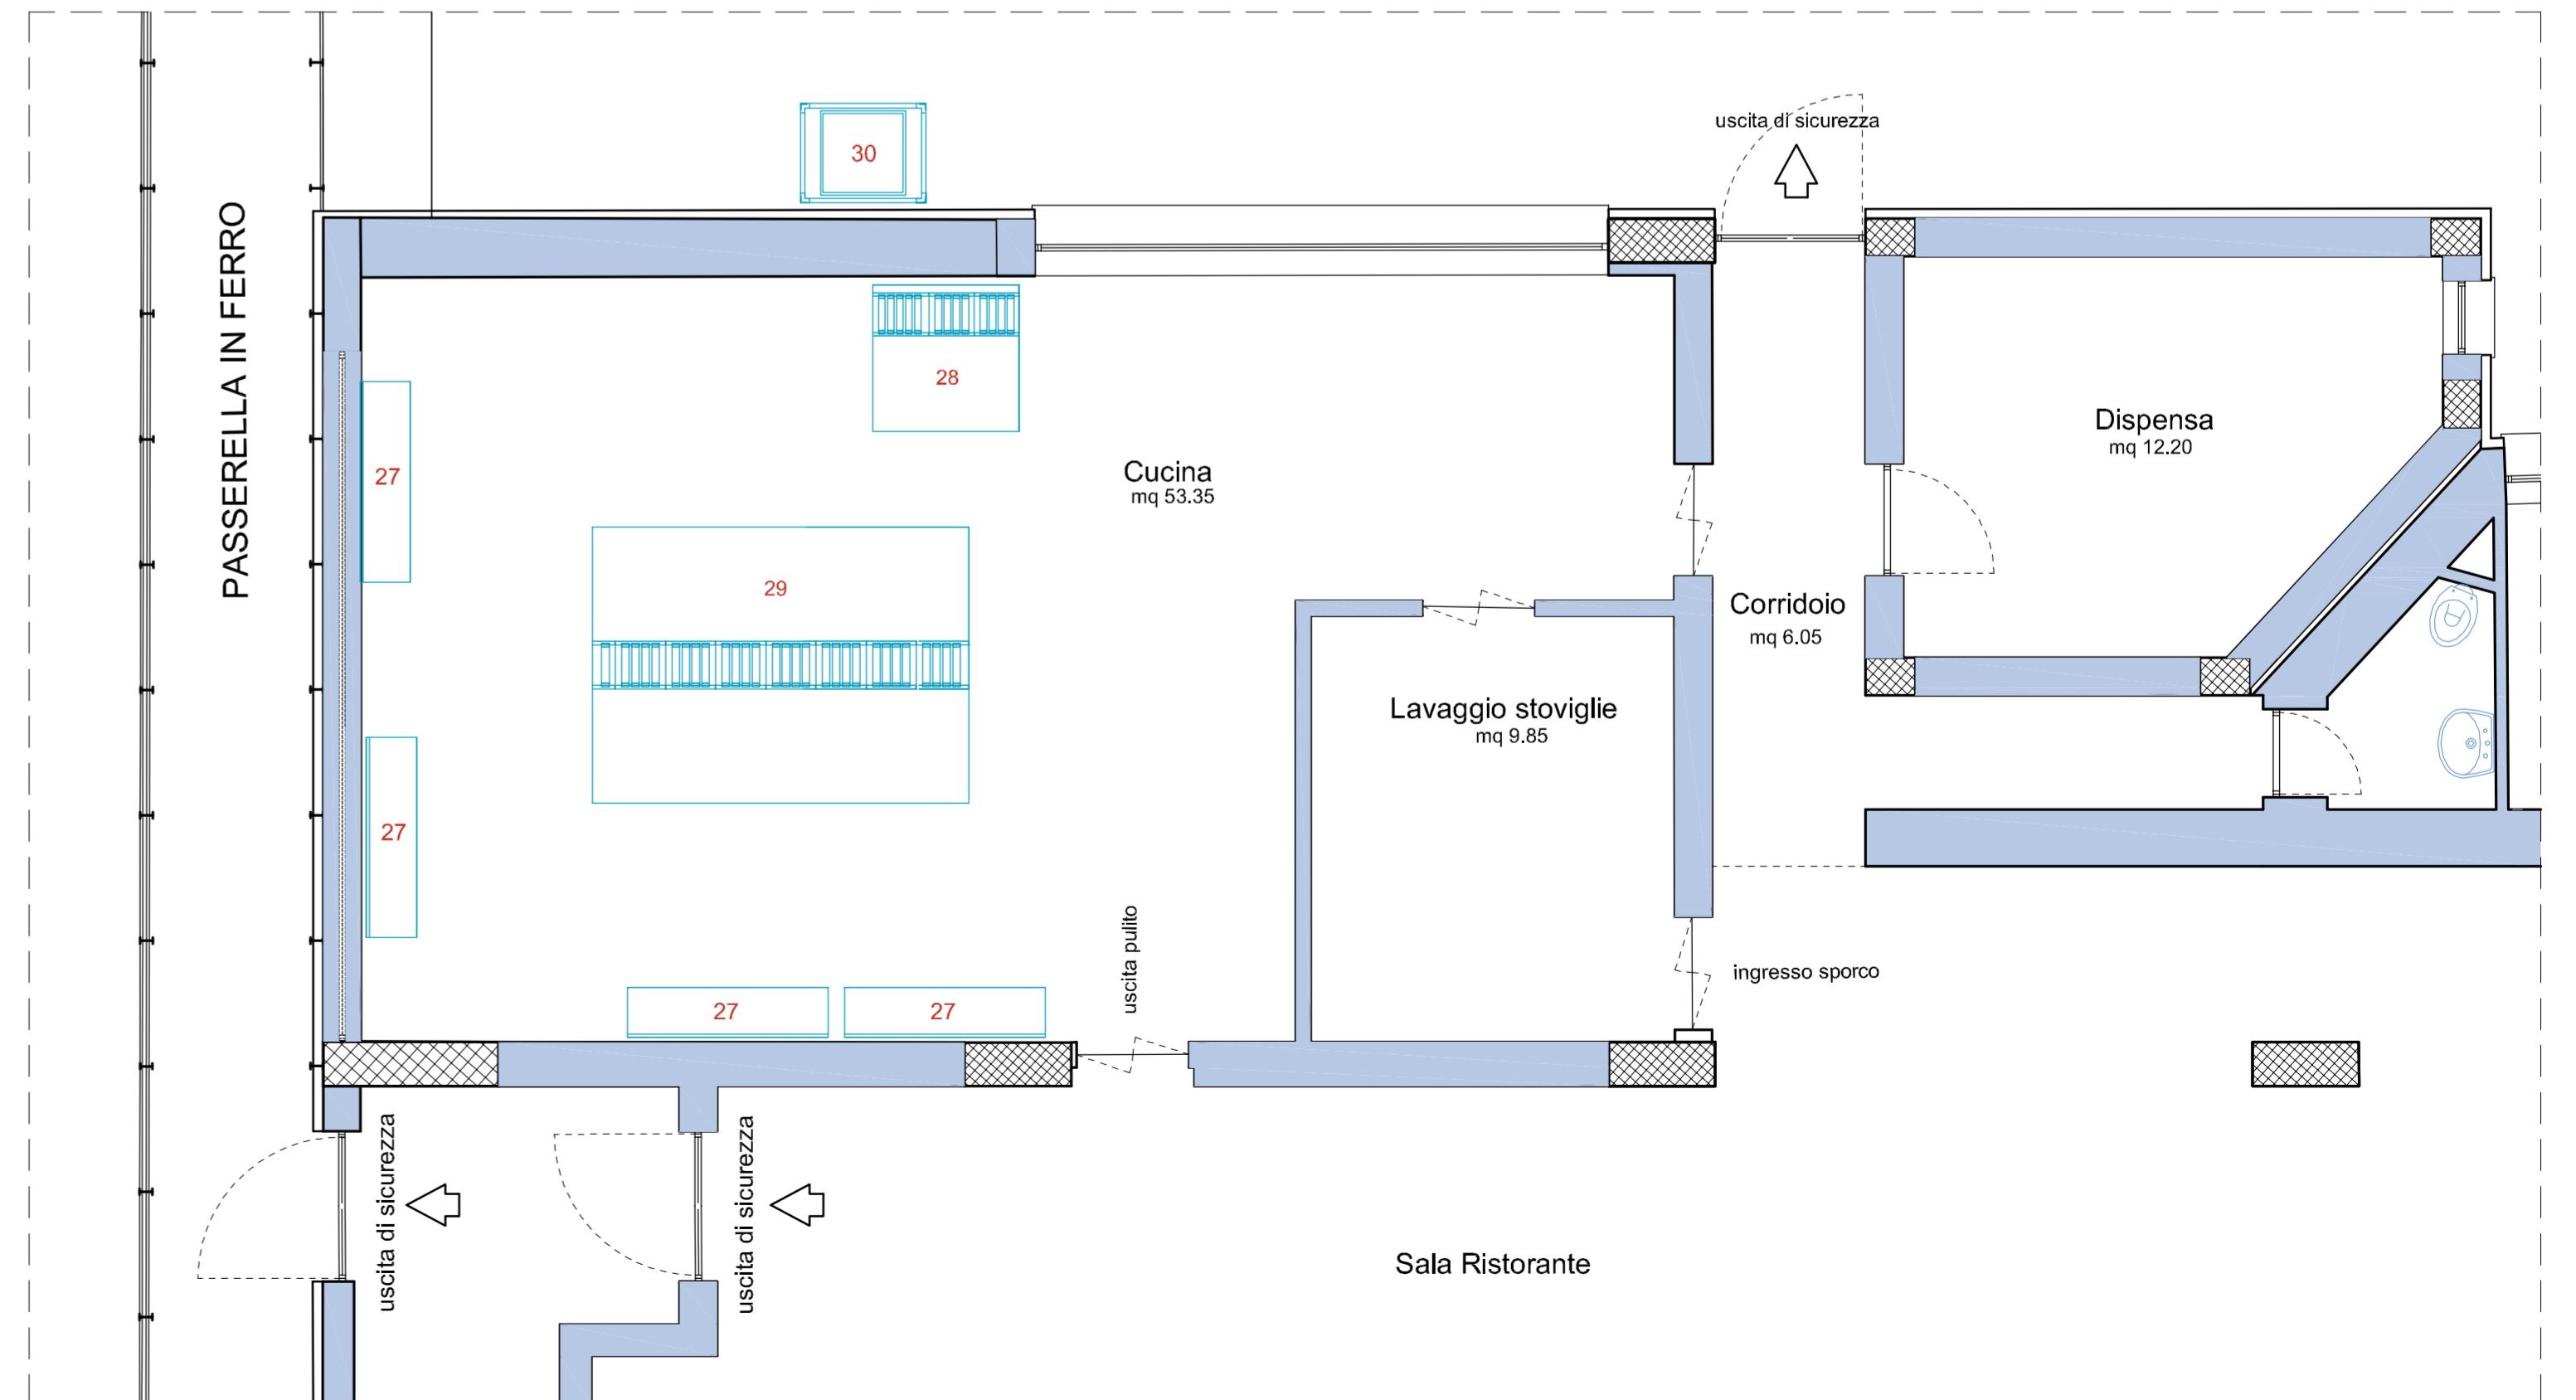 uscita di sicurezza
30
PASSERELLA IN FERRO
28
27
Cucina
mq 53.35
Dispensa
mq 12.20
29
Corridoio
mq 6.05
Lavaggio stoviglie
mq 9.85
27
uscita pulito
ingresso sporco
27
27
uscita di sicurezza
uscita di sicurezza
Sala Ristorante